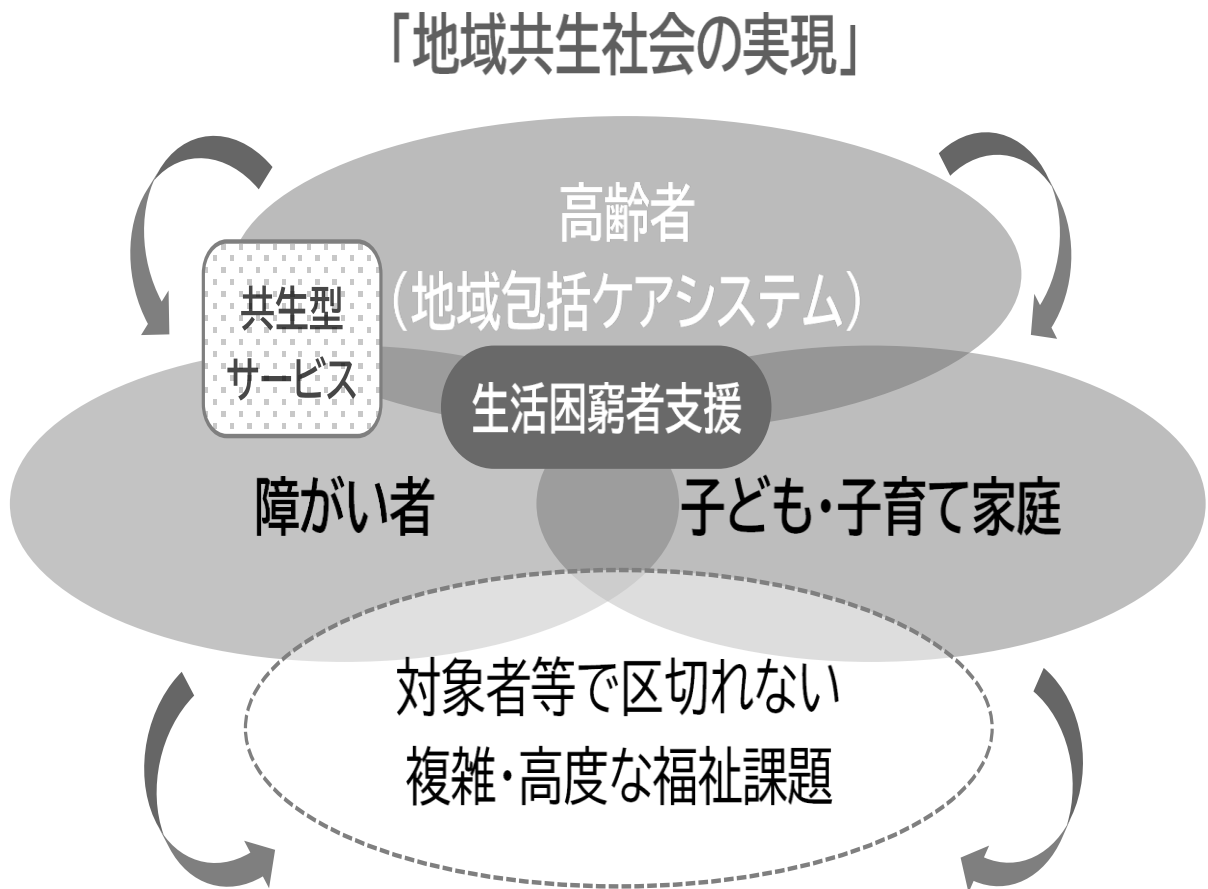 「地域共生社会の実現」
高齢者
（地域包括ケアシステム）
共生型
サービス
生活困窮者支援
障がい者
子ども・子育て家庭
対象者等で区切れない
複雑・高度な福祉課題